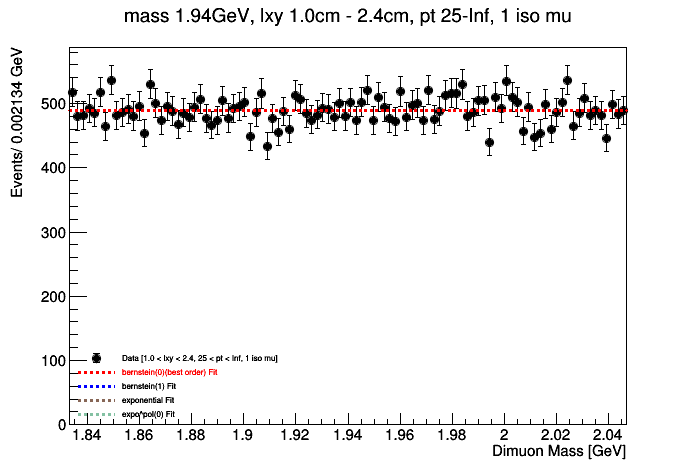 mass 1.94GeV, lxy 1.0cm - 2.4cm, pt 25-Inf, 1 iso mu
Events/ 0.002134 GeV
500
400
300
200
100
0
Data [1.0 < lxy < 2.4, 25 < pt < Inf, 1 iso mu]
bernstein(0)(best order) Fit
bernstein(1) Fit
exponential Fit
expo*pol(0) Fit
1.84 1.86 1.88 1.9 1.92 1.94 1.96 1.98 2 2.02 2.04
Dimuon Mass [GeV]